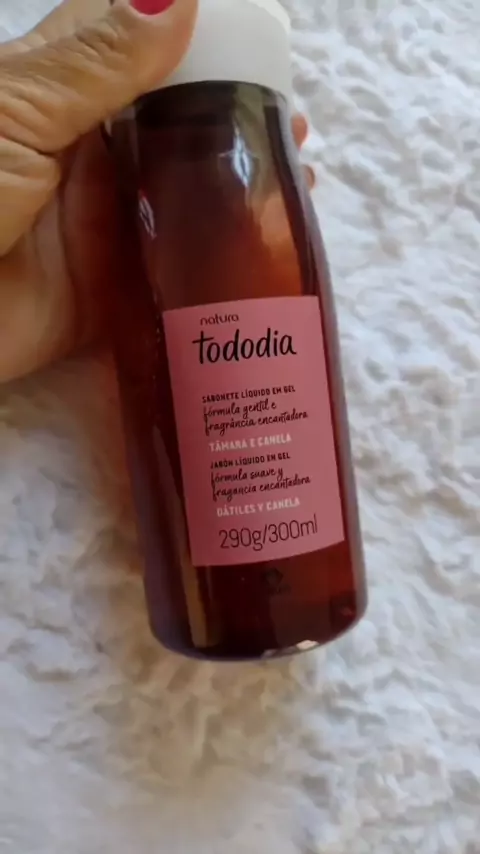 natura
tododia
SABONETE LÍQUIDO EM GEL
fórmula gentil e
fragrância encantadora
TÂMARA E CANELA
JABÓN LÍQUIDO EN GEL
fórmula suave y
fragancia encantadora
DÁTILES Y CANELA
290g/300ml